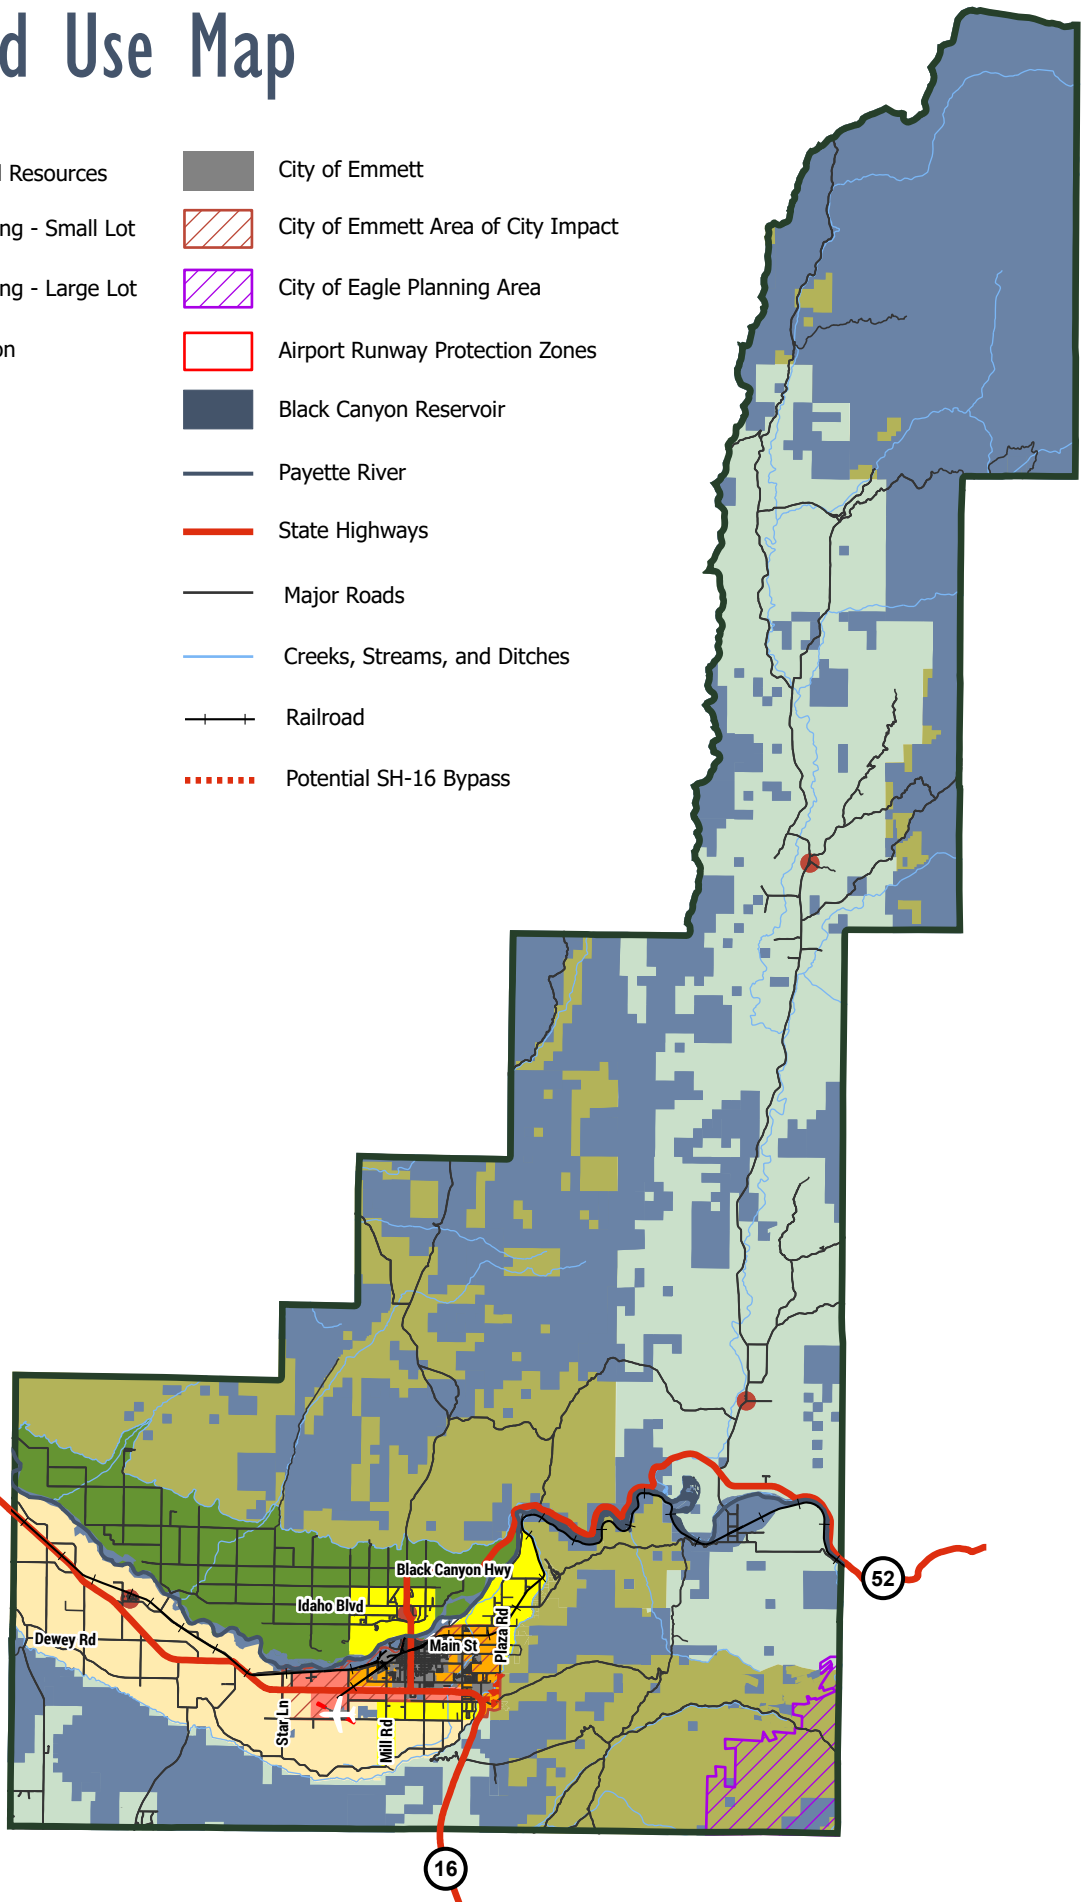 d Use Map
l Resources
ng - Small Lot
ng - Large Lot
on
City of Emmett
City of Emmett Area of City Impact
City of Eagle Planning Area
Airport Runway Protection Zones
Black Canyon Reservoir
Payette River
State Highways
Major Roads
Creeks, Streams, and Ditches
Railroad
Potential SH-16 Bypass
Black Canyon Hwy
Idaho Blvd
Plaza Rd
Main St
Dewey Rd
Star Ln
Mill Rd
52
16